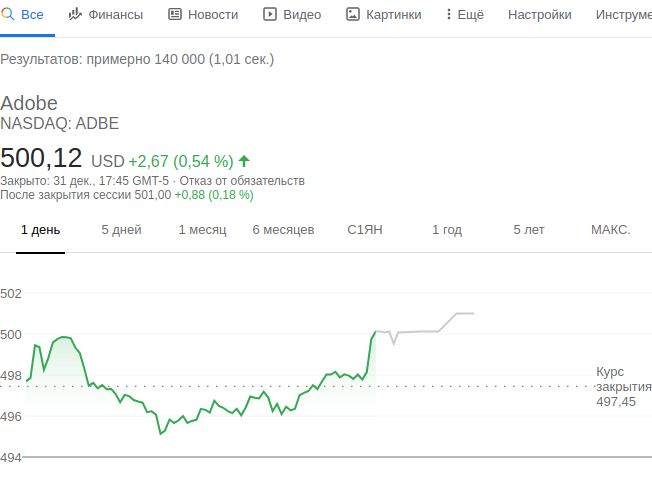 Все Финансы Новости Видео Картинки Ещё Настройки Инструме
Результатов: примерно 140 000 (1,01 сек.)
Adobe
NASDAQ: ADBE
500,12 USD +2,67 (0,54 %)
Закрыто: 31 дек., 17:45 GMT-5 · Отказ от обязательств
После закрытия сессии 501,00 +0,88 (0,18 %)
1 день 5 дней 1 месяц 6 месяцев С1ЯН 1 год 5 лет МАКС.
502
500
498
Курс
закрытия
497,45
496
494